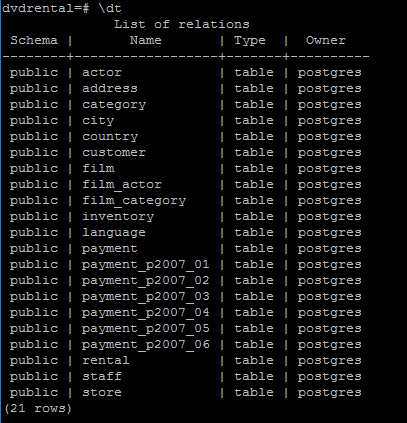 dvdrental=# \dt
              List of relations
 Schema |       Name       | Type  |  Owner
--------+------------------+-------+----------
 public | actor            | table | postgres
 public | address          | table | postgres
 public | category         | table | postgres
 public | city             | table | postgres
 public | country          | table | postgres
 public | customer         | table | postgres
 public | film             | table | postgres
 public | film_actor       | table | postgres
 public | film_category    | table | postgres
 public | inventory        | table | postgres
 public | language         | table | postgres
 public | payment          | table | postgres
 public | payment_p2007_01 | table | postgres
 public | payment_p2007_02 | table | postgres
 public | payment_p2007_03 | table | postgres
 public | payment_p2007_04 | table | postgres
 public | payment_p2007_05 | table | postgres
 public | payment_p2007_06 | table | postgres
 public | rental           | table | postgres
 public | staff            | table | postgres
 public | store            | table | postgres
(21 rows)